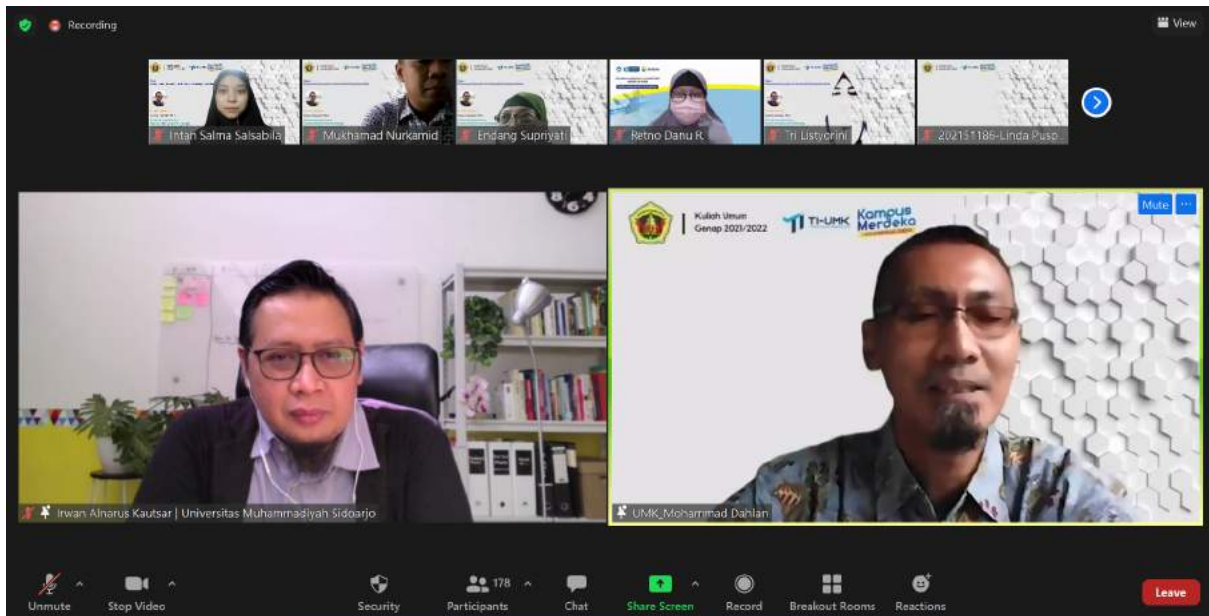 Recording
View
Intan Salma Salsabila
Mukhamad Nurkamid
Endang Supriyati
Retno Danu R.
Tri Listyorini
202151186-Linda Pusp...
Mute
Kuliah Umum
Genap 2021/2022
TI-UMK
Kampus
Merdeka
Irwan Alnarus Kautsar | Universitas Muhammadiyah Sidoarjo
UMK_Mohammad Dahlan
Unmute
Stop Video
Security
178
Participants
Chat
Share Screen
Record
Breakout Rooms
Reactions
Leave